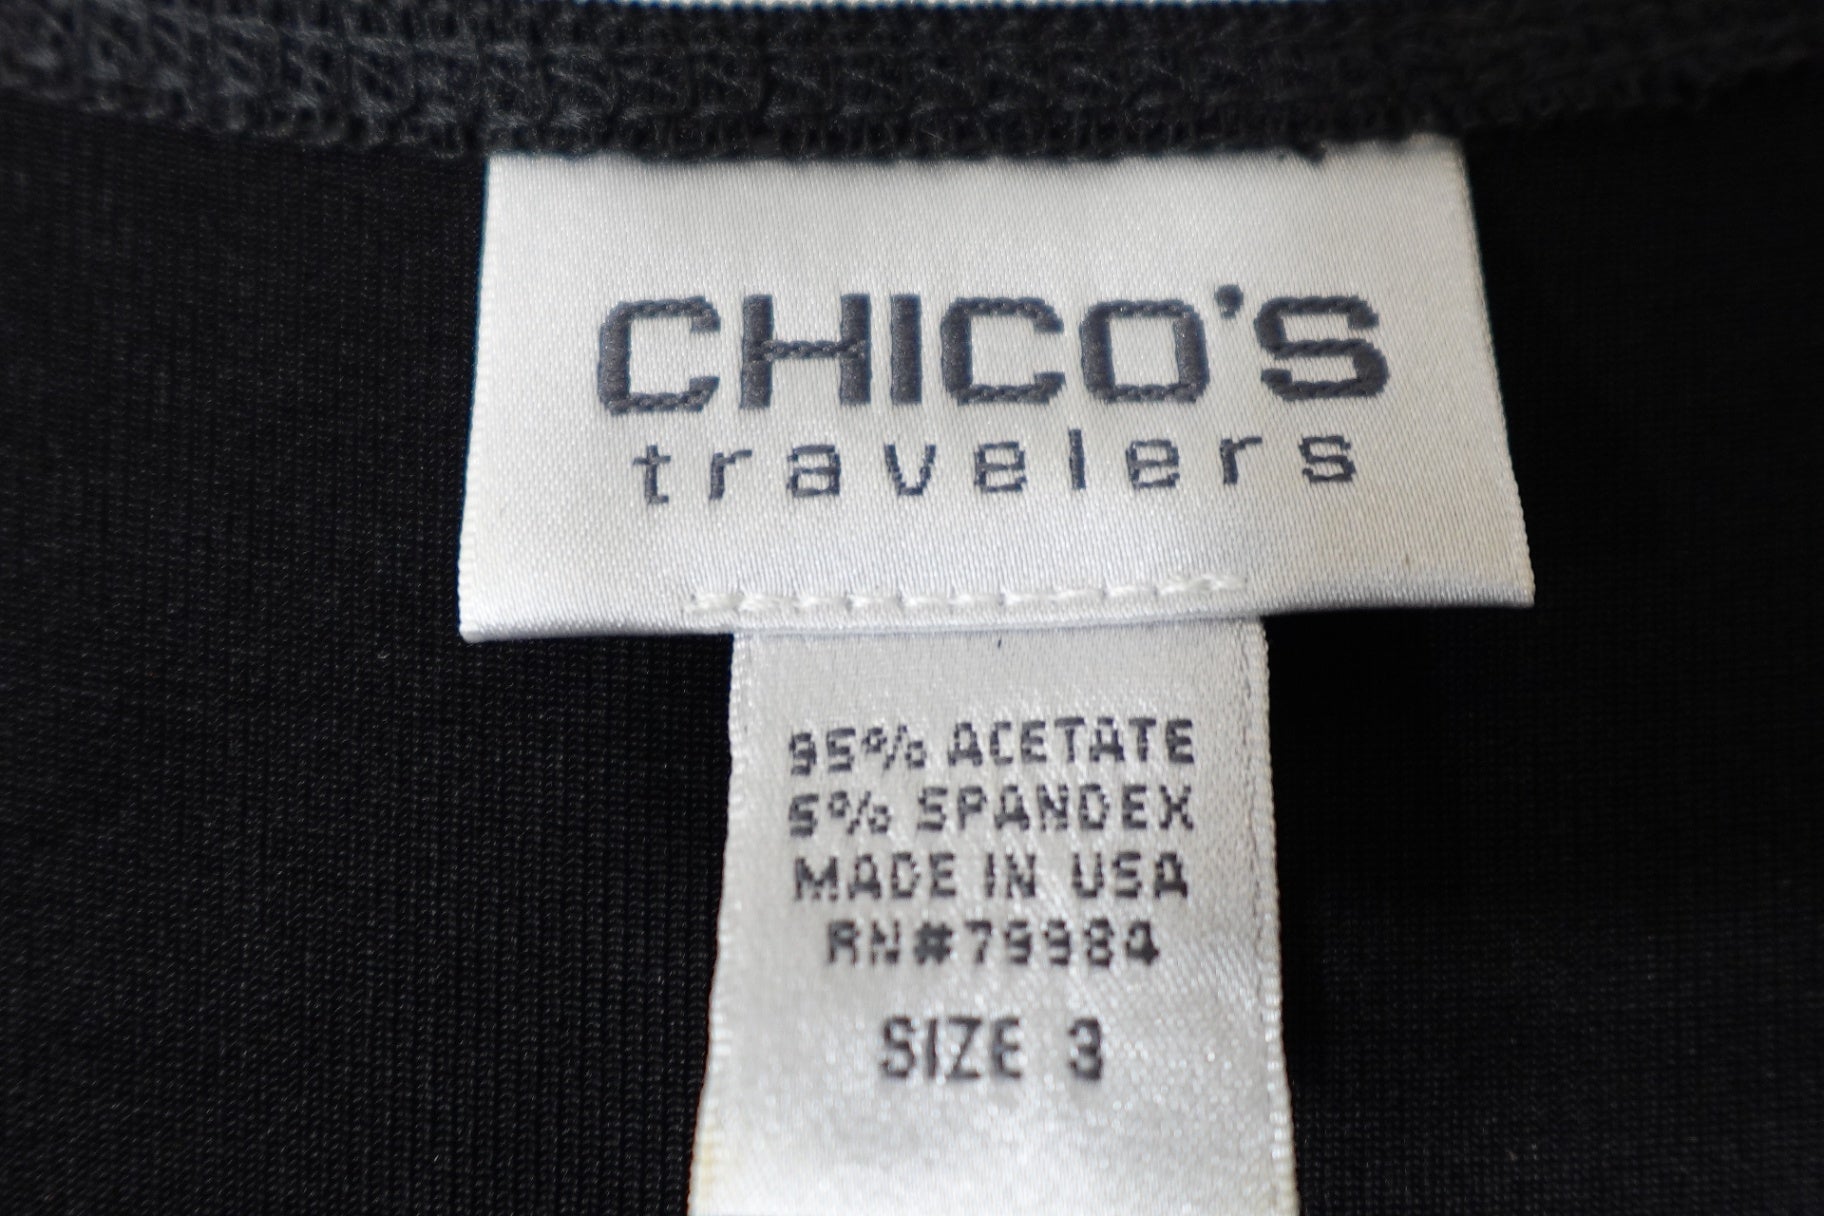 CHICO'S
travelers
95% ACETATE
5% SPANDEX
MADE IN USA
RN#79984
SIZE 3